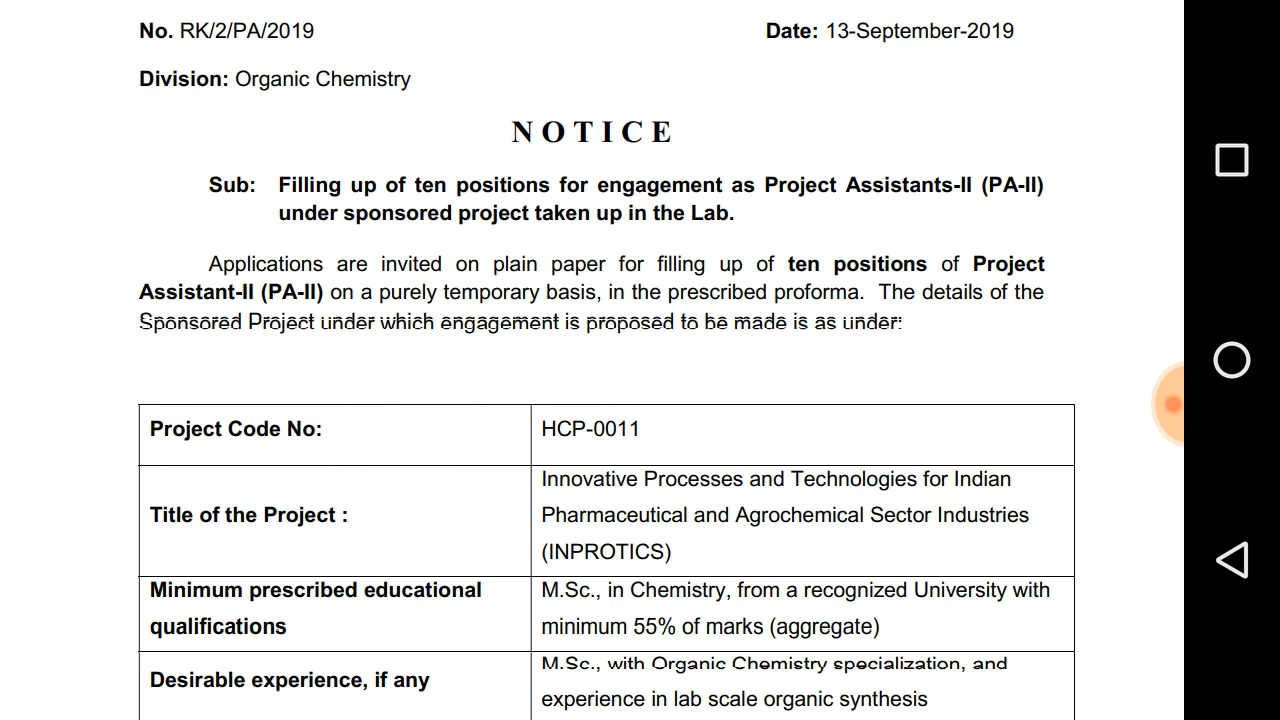 No. RK/2/PA/2019 Date: 13-September-2019
Division: Organic Chemistry
NOTICE
Sub: Filling up of ten positions for engagement as Project Assistants-II (PA-II)
under sponsored project taken up in the Lab.
Applications are invited on plain paper for filling up of ten positions of Project
Assistant-II (PA-II) on a purely temporary basis, in the prescribed proforma. The details of the
Sponsored Project under which engagement is proposed to be made is as under:
Project Code No: HCP-0011
Title of the Project : Innovative Processes and Technologies for Indian
Pharmaceutical and Agrochemical Sector Industries
(INPROTICS)
Minimum prescribed educational
qualifications
M.Sc., in Chemistry, from a recognized University with
minimum 55% of marks (aggregate)
Desirable experience, if any
M.Sc., with Organic Chemistry specialization, and
experience in lab scale organic synthesis